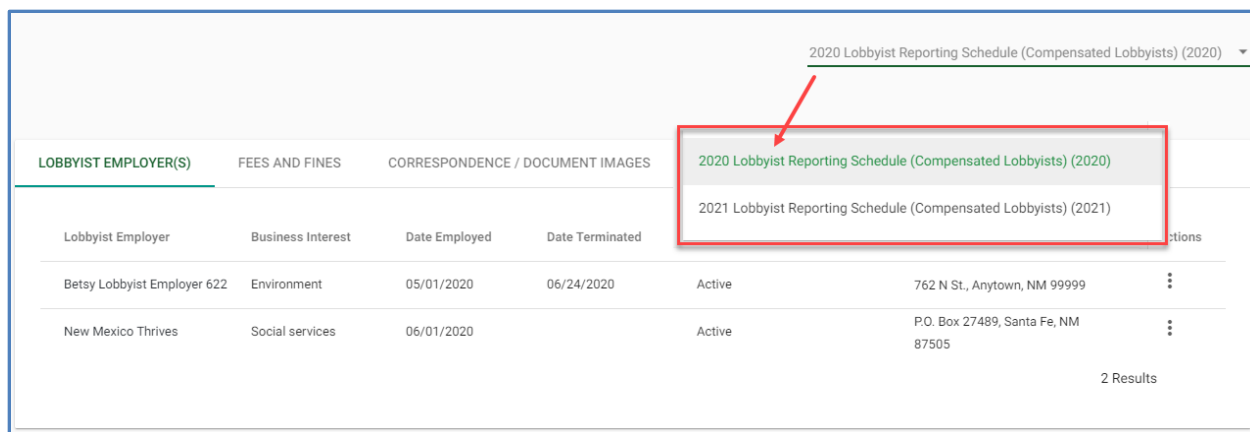 2020 Lobbyist Reporting Schedule (Compensated Lobbyists) (2020)
LOBBYIST EMPLOYER(S) FEES AND FINES CORRESPONDENCE / DOCUMENT IMAGES
2020 Lobbyist Reporting Schedule (Compensated Lobbyists) (2020)
2021 Lobbyist Reporting Schedule (Compensated Lobbyists) (2021)
Lobbyist Employer Business Interest Date Employed Date Terminated ctions
Betsy Lobbyist Employer 622 Environment 05/01/2020 06/24/2020 Active 762 N St., Anytown, NM 99999
New Mexico Thrives Social services 06/01/2020 Active P.O. Box 27489, Santa Fe, NM
87505
2 Results